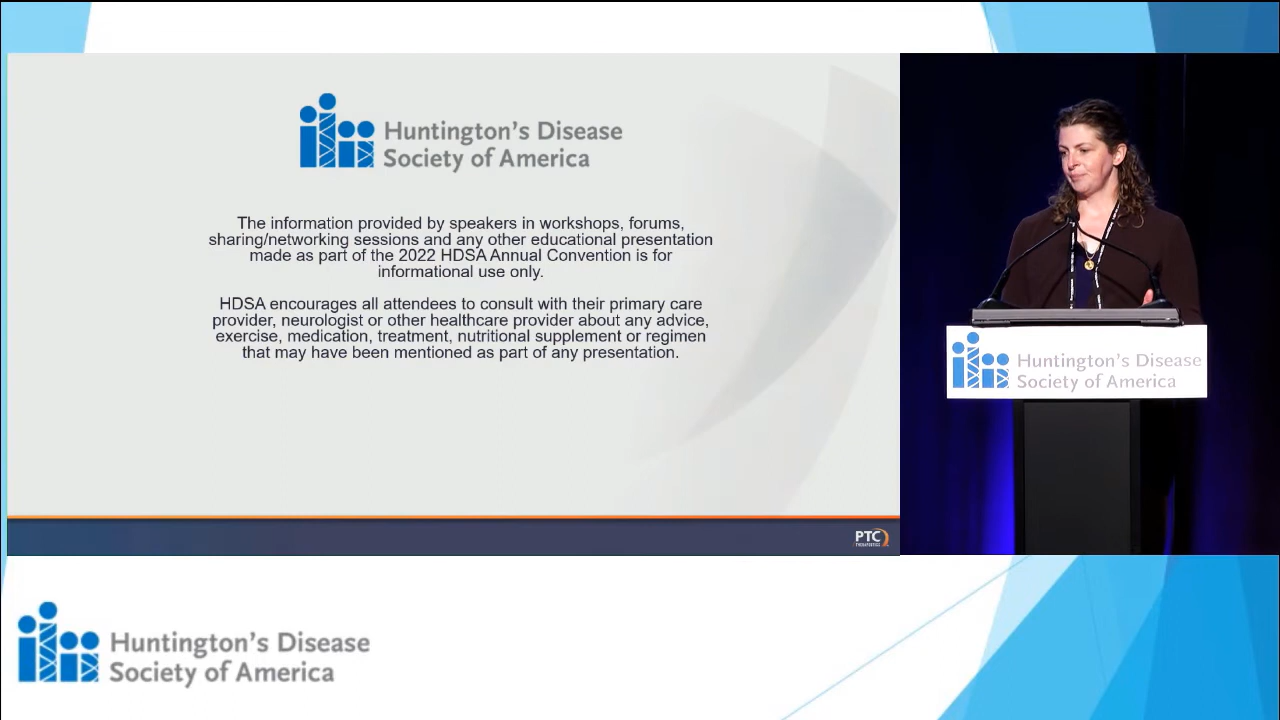 Huntington's Disease
Society of America
The information provided by speakers in workshops, forums,
sharing/networking sessions and any other educational presentation
made as part of the 2022 HDSA Annual Convention is for
informational use only.
HDSA encourages all attendees to consult with their primary care
provider, neurologist or other healthcare provider about any advice,
exercise, medication, treatment, nutritional supplement or regimen
that may have been mentioned as part of any presentation.
PTC
THERAPEUTICS
Huntington's Disease
Society of America
Huntington's Disease
Society of America